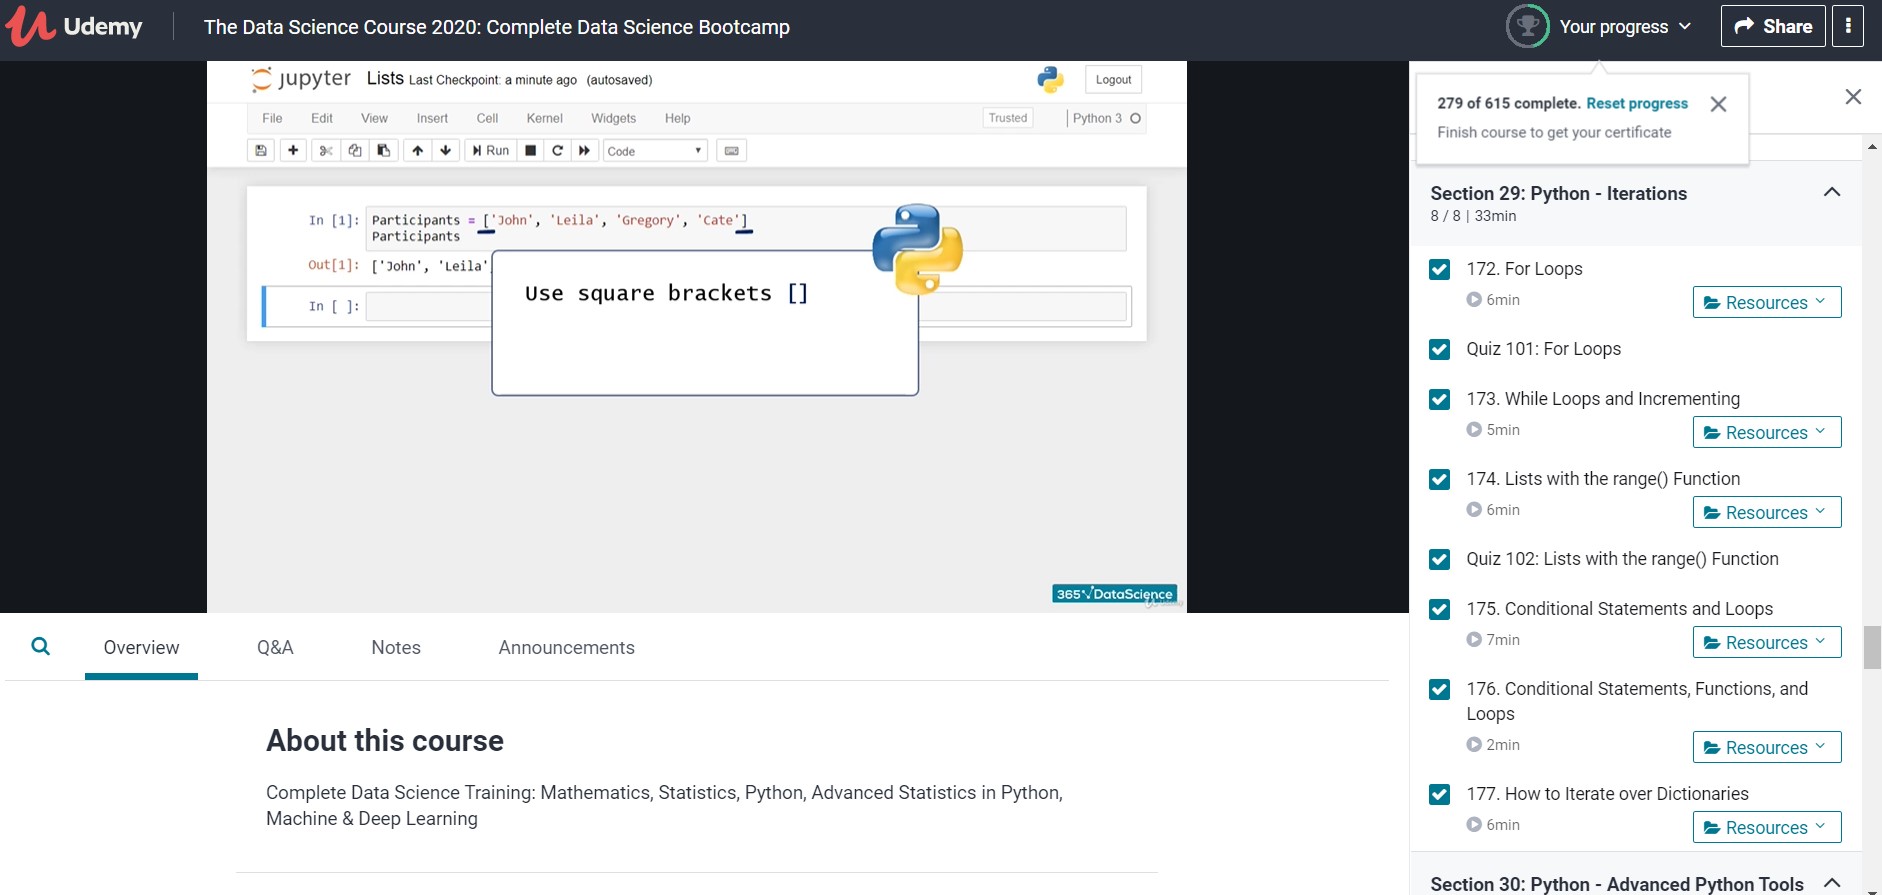 Udemy
The Data Science Course 2020: Complete Data Science Bootcamp
Your progress
Share
jupyter Lists Last Checkpoint: a minute ago (autosaved)
Logout
File Edit View Insert Cell Kernel Widgets Help
Trusted
Python 3
Run
Code
In [1]: Participants = ['John', 'Leila', 'Gregory', 'Cate']
Participants
Out[1]: ['John', 'Leila'
In [ ]:
Use square brackets []
365√DataScience
Overview
Q&A
Notes
Announcements
About this course
Complete Data Science Training: Mathematics, Statistics, Python, Advanced Statistics in Python,
Machine & Deep Learning
279 of 615 complete. Reset progress
Finish course to get your certificate
Section 29: Python - Iterations
8 / 8 | 33min
172. For Loops
6min
Resources
Quiz 101: For Loops
173. While Loops and Incrementing
5min
Resources
174. Lists with the range() Function
6min
Resources
Quiz 102: Lists with the range() Function
175. Conditional Statements and Loops
7min
Resources
176. Conditional Statements, Functions, and
Loops
2min
Resources
177. How to Iterate over Dictionaries
6min
Resources
Section 30: Python - Advanced Python Tools